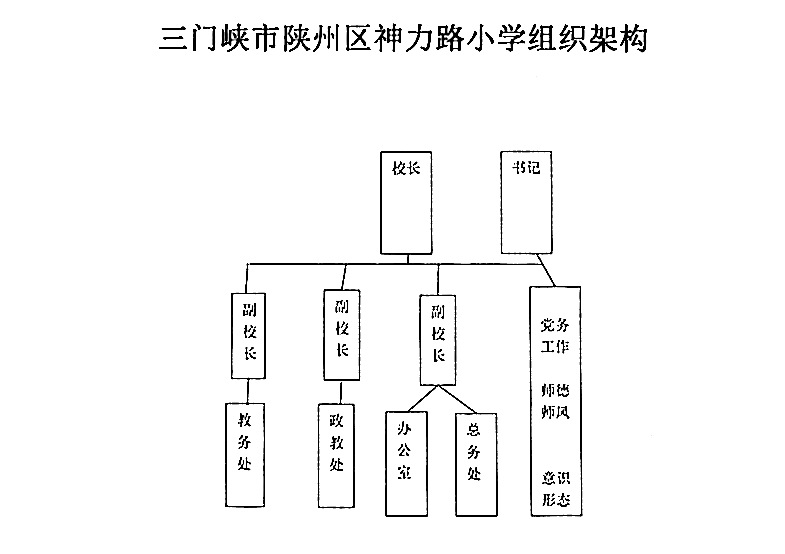 三门峡市陕州区神力路小学组织架构
校长
书记
副校长
副校长
副校长
党务
工作
师德
师风
意识
形态
教务处
政教处
办公室
总务处